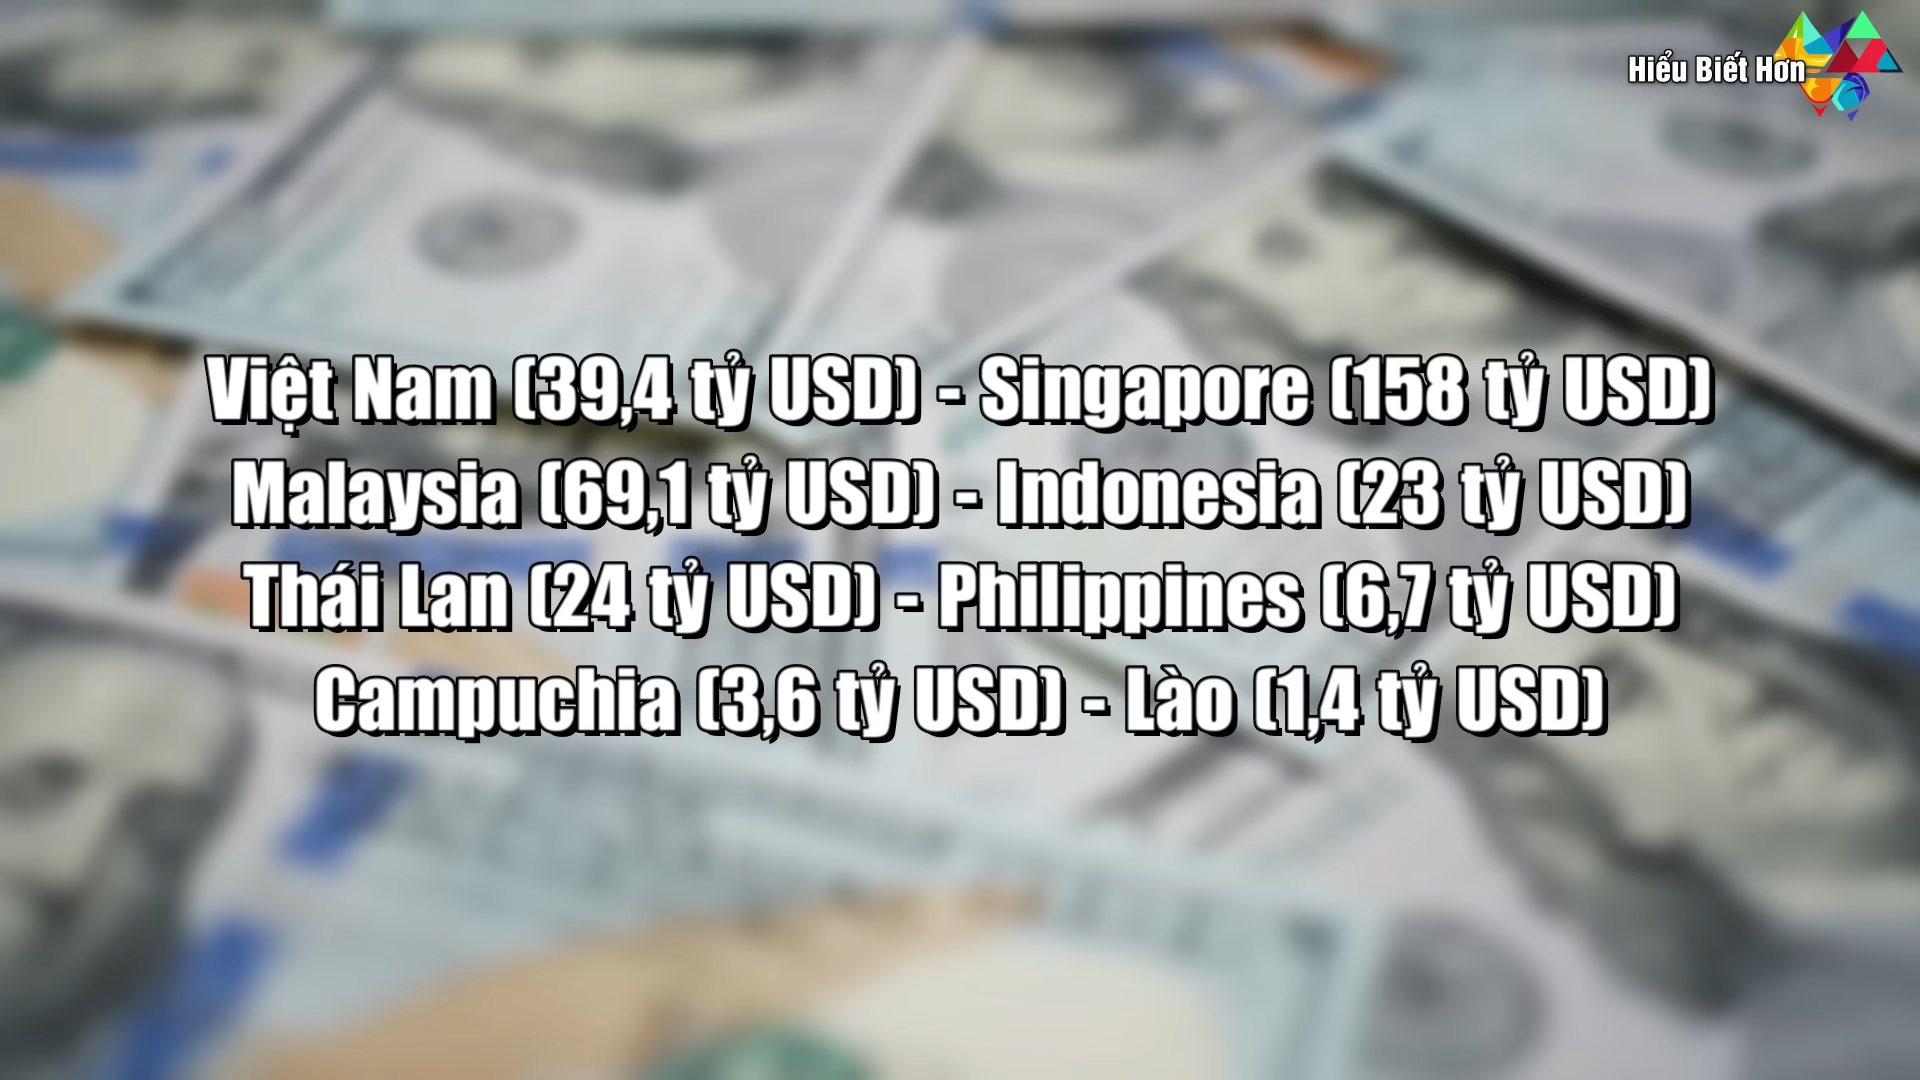 Hiểu Biết Hơn
Việt Nam (39,4 tỷ USD) - Singapore (158 tỷ USD)
Malaysia (69,1 tỷ USD) - Indonesia (23 tỷ USD)
Thái Lan (24 tỷ USD) - Philippines (6,7 tỷ USD)
Campuchia (3,6 tỷ USD) - Lào (1,4 tỷ USD)